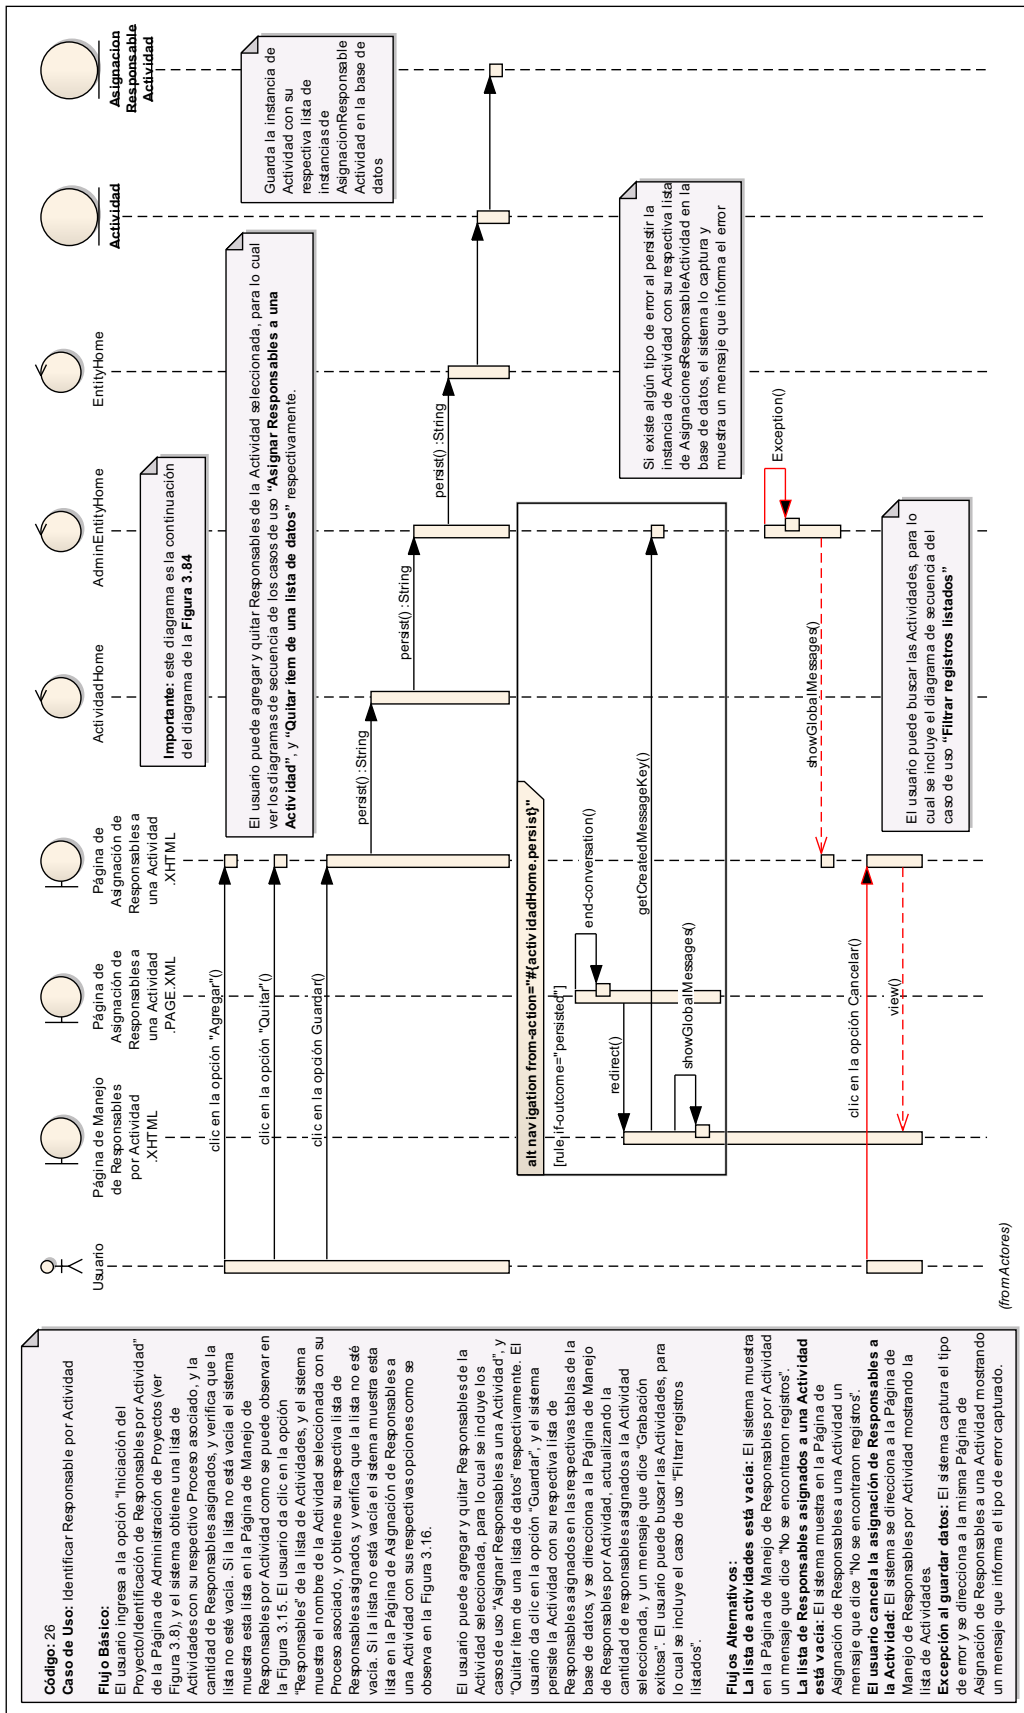 Código: 26
Caso de Uso: Identificar Responsable por Actividad
Flujo Básico:
El usuario ingresa a la opción "Iniciación del
Proyecto/Identificación de Responsables por Actividad"
de la Página de Administración de Proyectos (ver
Figura 3.8), y el sistema obtiene una lista de
Actividades con su respectivo Proceso asociado, y la
cantidad de Responsables asignados, y verifica que la
lista no esté vacía. Si la lista no está vacía el sistema
muestra esta lista en la Página de Manejo de
Responsables por Actividad como se puede observar en
la Figura 3.15. El usuario da clic en la opción
"Responsables" de la lista de Actividades, y el sistema
muestra el nombre de la Actividad seleccionada con su
Proceso asociado, y obtiene su respectiva lista de
Responsables asignados, y verifica que la lista no esté
vacía. Si la lista no está vacía el sistema muestra esta
lista en la Página de Asignación de Responsables a
una Actividad con sus respectivas opciones como se
observa en la Figura 3.16.
El usuario puede agregar y quitar Responsables de la
Actividad seleccionada, para lo cual se incluye los
casos de uso "Asignar Responsables a una Actividad", y
"Quitar ítem de una lista de datos" respectivamente. El
usuario da clic en la opción "Guardar", y el sistema
persiste la Actividad con su respectiva lista de
Responsables asignados en las respectivas tablas de la
base de datos, y se direcciona a la Página de Manejo
de Responsables por Actividad, actualizando la
cantidad de responsables asignados a la Actividad
seleccionada, y un mensaje que dice "Grabación
exitosa". El usuario puede buscar las Actividades, para
lo cual se incluye el caso de uso "Filtrar registros
listados".
Flujos Alternativos:
La lista de actividades está vacía: El sistema muestra
en la Página de Manejo de Responsables por Actividad
un mensaje que dice "No se encontraron registros".
La lista de Responsables asignados a una Actividad
está vacía: El sistema muestra en la Página de
Asignación de Responsables a una Actividad un
mensaje que dice "No se encontraron registros".
El usuario cancela la asignación de Responsables a
la Actividad: El sistema se direcciona a la Página de
Manejo de Responsables por Actividad mostrando la
lista de Actividades.
Excepción al guardar datos: El sistema captura el tipo
de error y se direcciona a la misma Página de
Asignación de Responsables a una Actividad mostrando
un mensaje que informa el tipo de error capturado.
Usuario
(from Actores)
Página de Manejo
de Responsables
por Actividad
.XHTML
Página de
Asignación de
Responsables a
una Actividad
.PAGE.XML
Página de
Asignación de
Responsables a
una Actividad
.XHTML
ActividadHome
AdminEntityHome
EntityHome
Actividad
Asignacion
Responsable
Actividad
Importante: este diagrama es la continuación
del diagrama de la Figura 3.84
El usuario puede agregar y quitar Responsables de la Actividad seleccionada, para lo cual
ver los diagramas de secuencia de los casos de uso "Asignar Responsables a una
Actividad", y "Quitar ítem de una lista de datos" respectivamente.
Guarda la instancia de
Actividad con su
respectiva lista de
instancias de
AsignacionResponsable
Actividad en la base de
datos
clic en la opción "Agregar"()
clic en la opción "Quitar"()
clic en la opción Guardar()
persist() :String
persist() :String
persist() :String
alt navigation from-action="#{actividadHome.persist}"
[rule if-outcome="persisted"]
end-conversation()
redirect()
getCreatedMessageKey()
showGlobalMessages()
Si existe algún tipo de error al persistir la
instancia de Actividad con su respectiva lista
de AsignacionesResponsableActividad en la
base de datos, el sistema lo captura y
muestra un mensaje que informa el error
Exception()
showGlobalMessages()
clic en la opción Cancelar()
view()
El usuario puede buscar las Actividades, para lo
cual se incluye el diagrama de secuencia del
caso de uso "Filtrar registros listados"